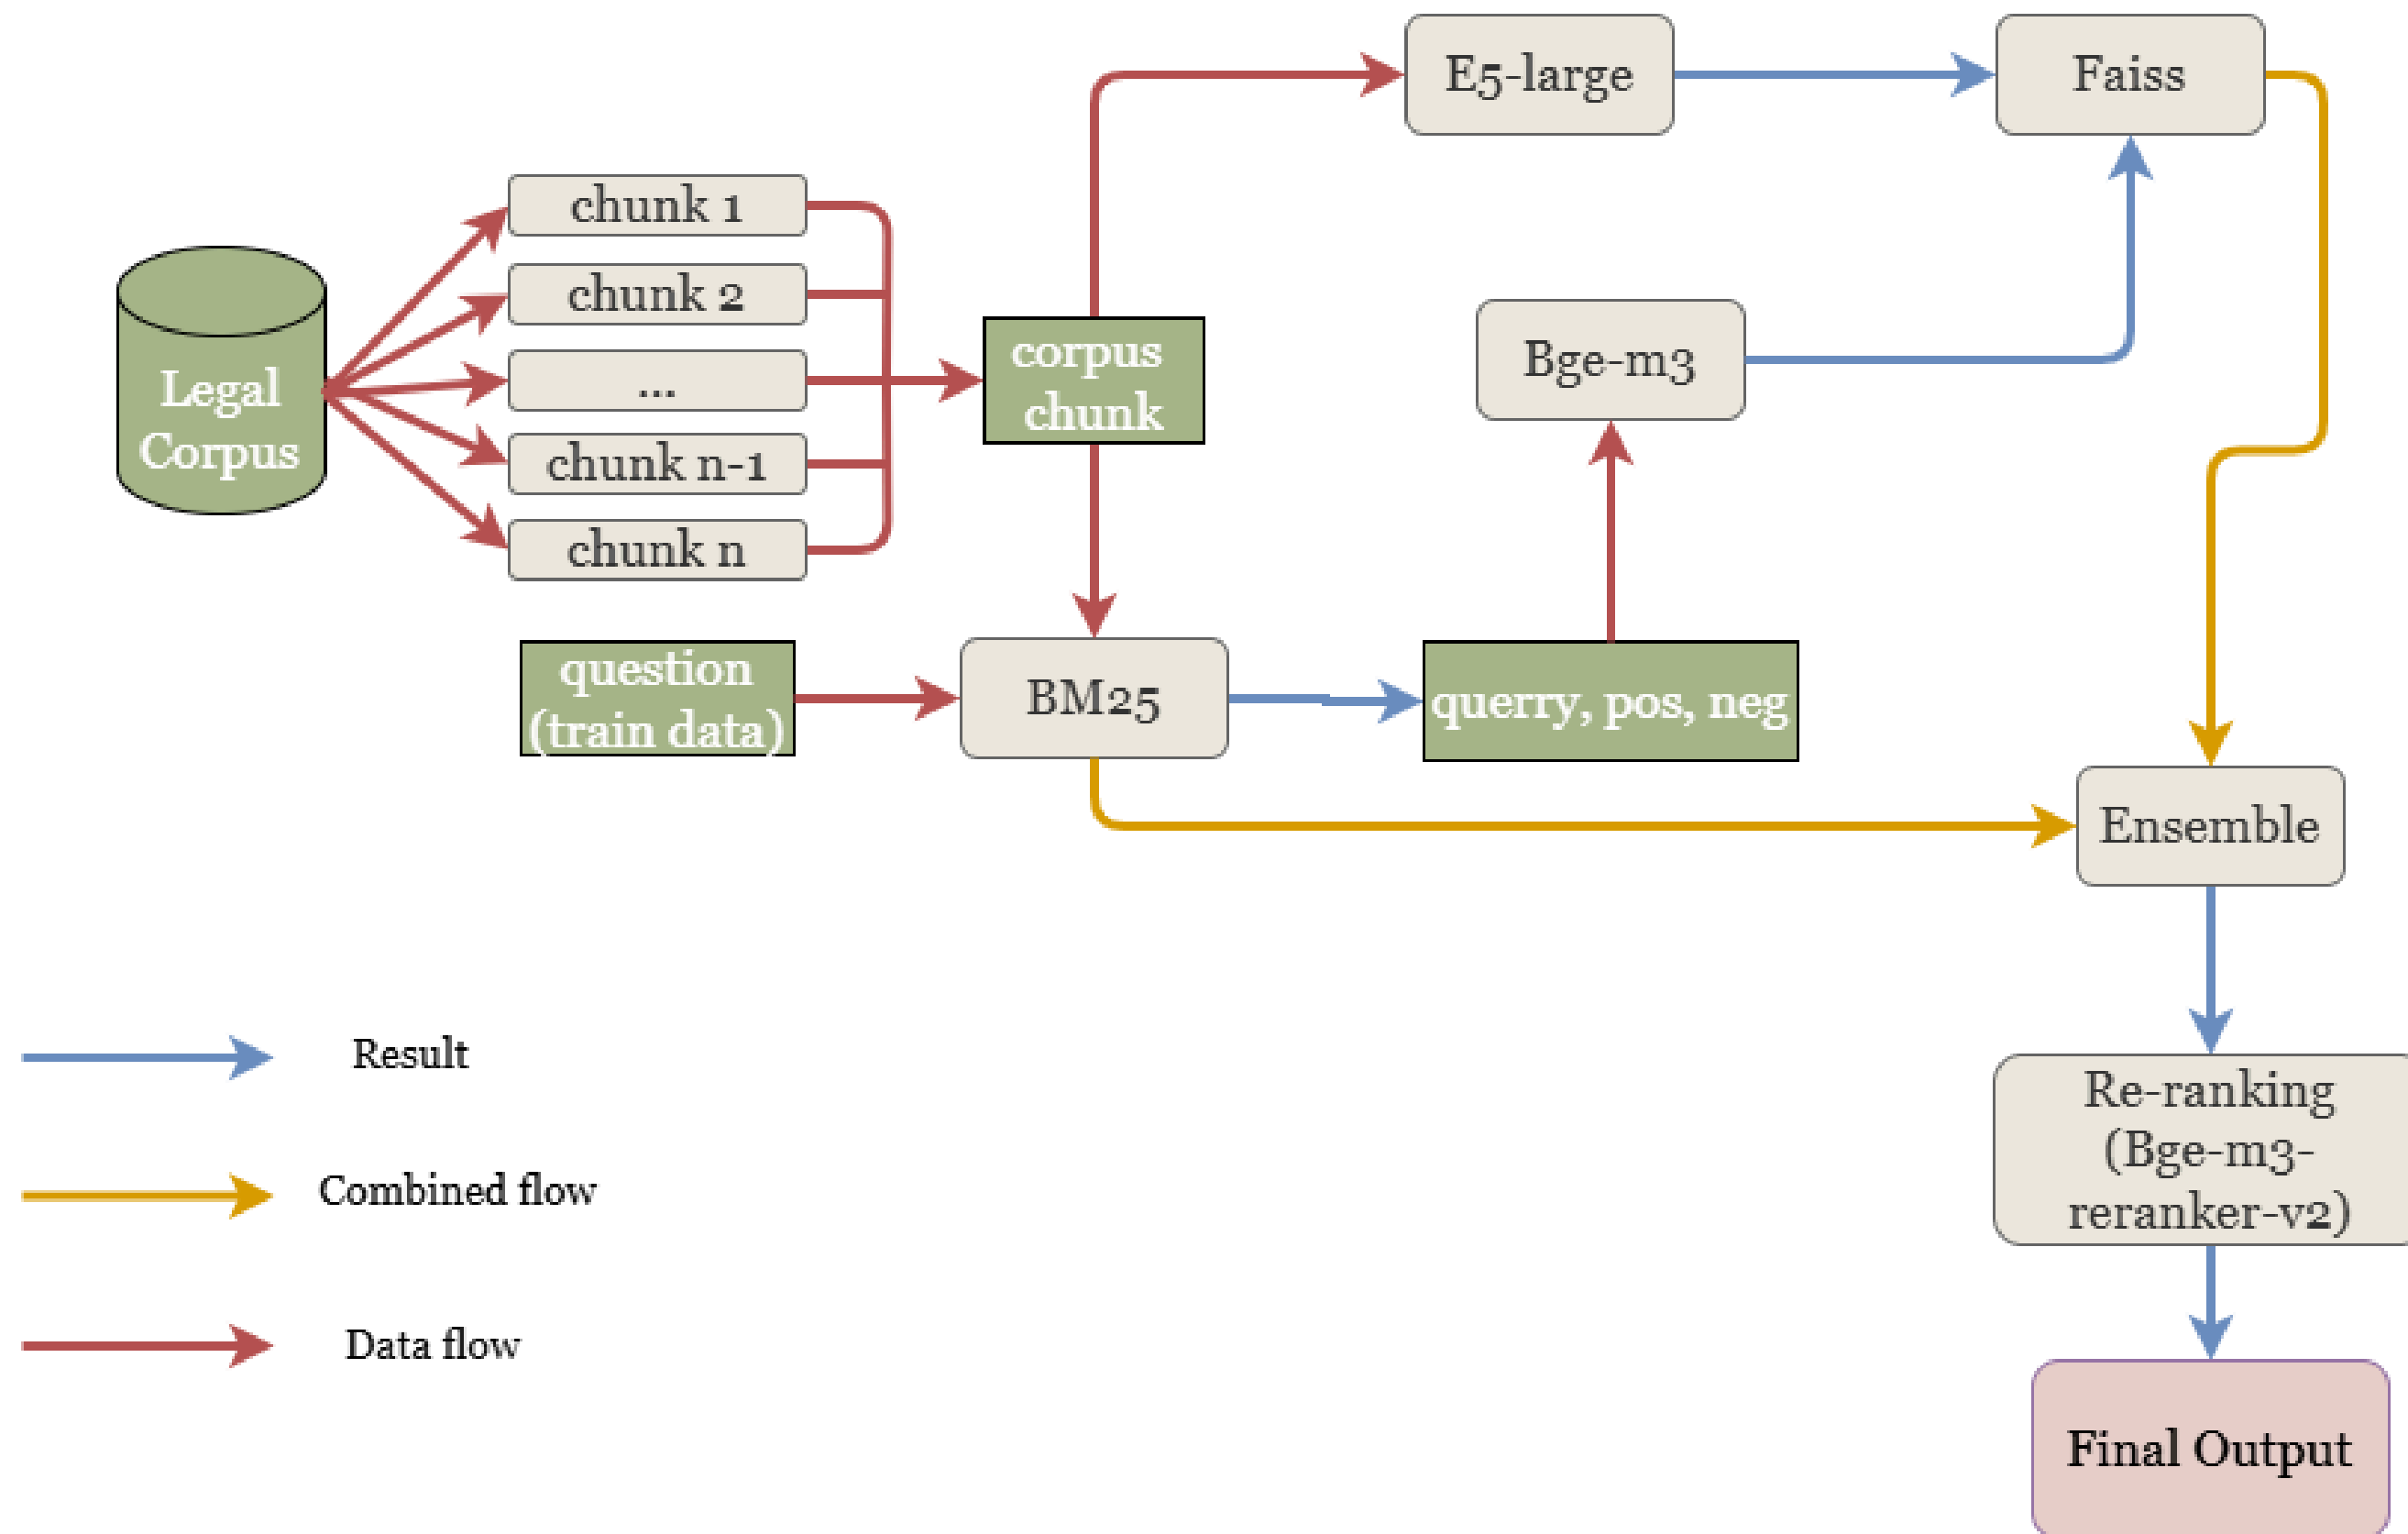 E5-large
Faiss
chunk 1
chunk 2
...
chunk n-1
chunk n
Legal
Corpus
corpus
chunk
Bge-m3
question
(train data)
BM25
querry, pos, neg
Ensemble
Re-ranking
(Bge-m3-
reranker-v2)
Final Output
Result
Combined flow
Data flow